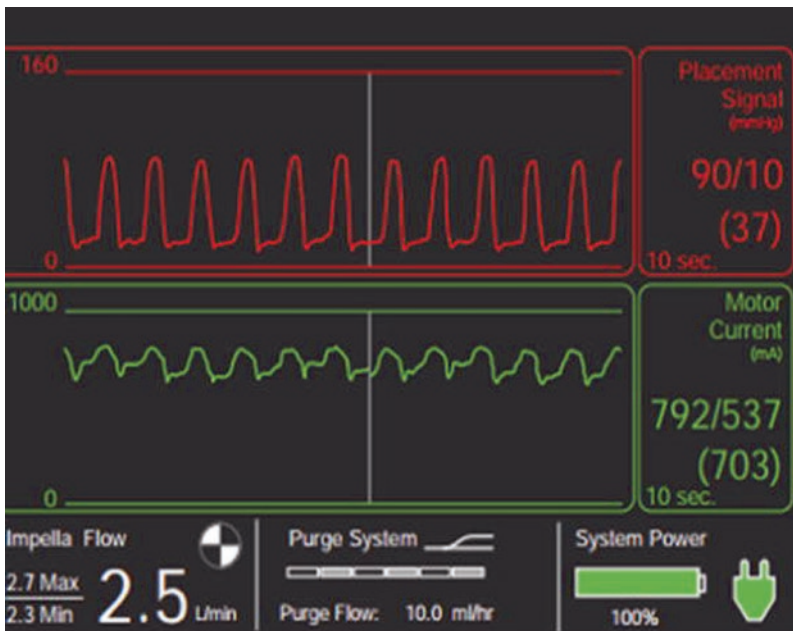 160
0
Placement
Signal
(mmHg)
90/10
(37)
10 sec.
1000
0
Motor
Current
(mA)
792/537
(703)
10 sec.
Impella Flow
2.7 Max
2.3 Min
2.5 L/min
Purge System
Purge Flow: 10.0 ml/hr
System Power
100%